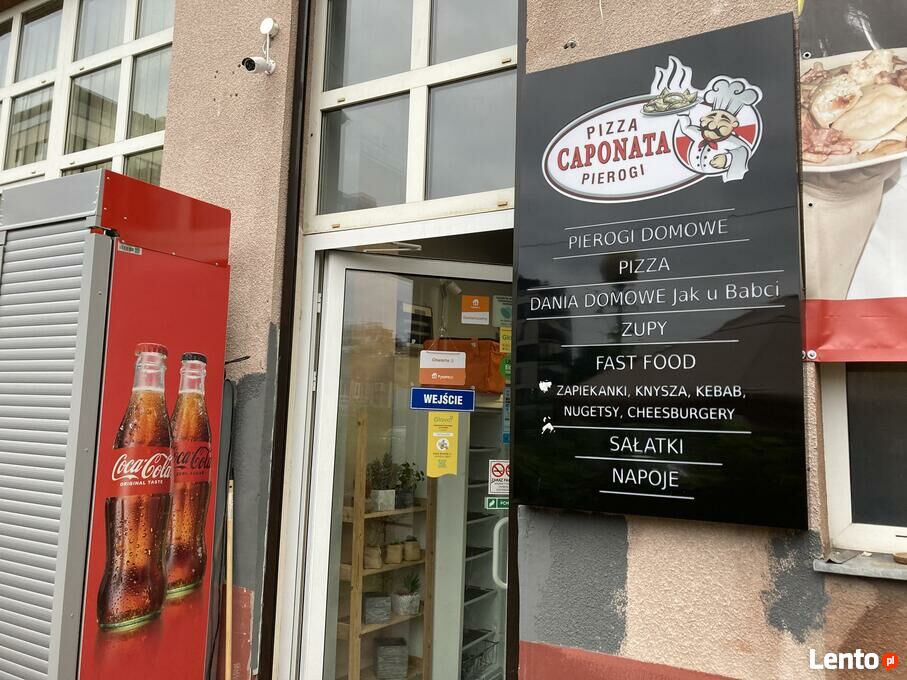 PIZZA
CAPONATA
PIEROGI
PIEROGI DOMOWE
PIZZA
DANIA DOMOWE Jak u Babci
ZUPY
FAST FOOD
ZAPIEKANKI, KNYSZA, KEBAB,
NUGETSY, CHEESBURGERY
SAŁATKI
NAPOJE
WEJŚCIE
Glovo
Coca-Cola
ORIGINAL TASTE
Coca-Cola
Lento.pl